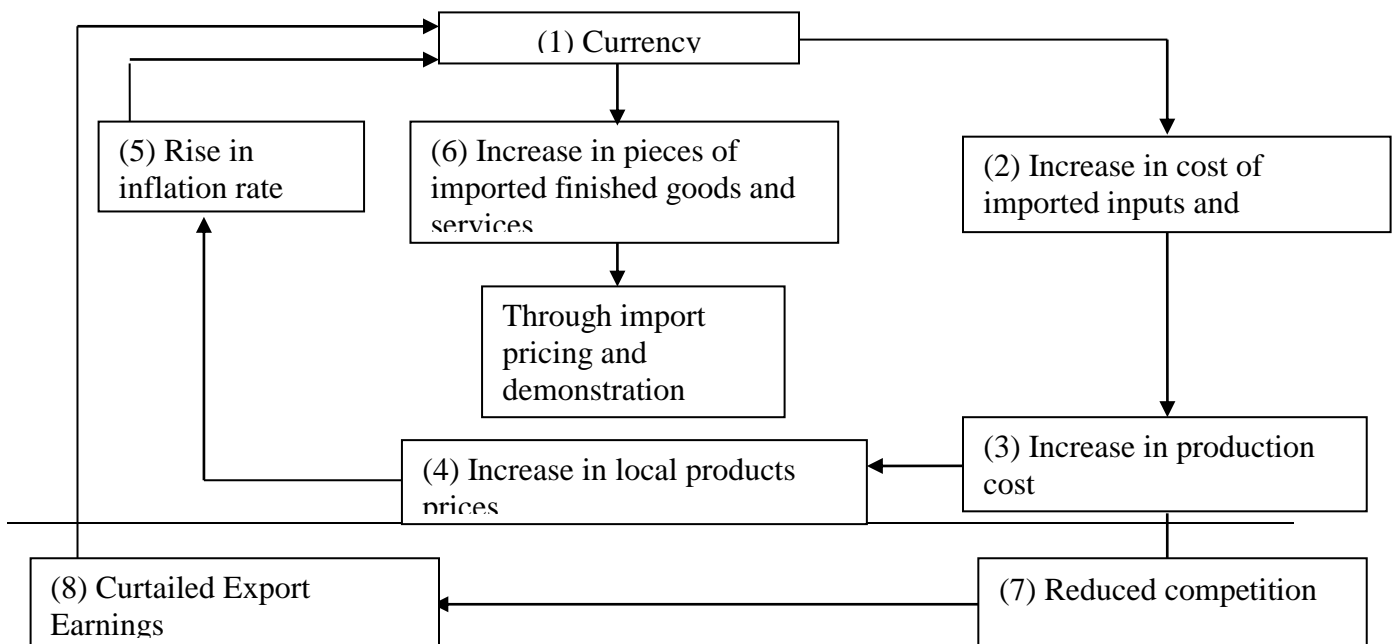 (1) Currency
(5) Rise in
inflation rate
(6) Increase in pieces of
imported finished goods and
services
(2) Increase in cost of
imported inputs and
Through import
pricing and
demonstration
(3) Increase in production
cost
(4) Increase in local products
prices
(8) Curtailed Export
Earnings
(7) Reduced competition